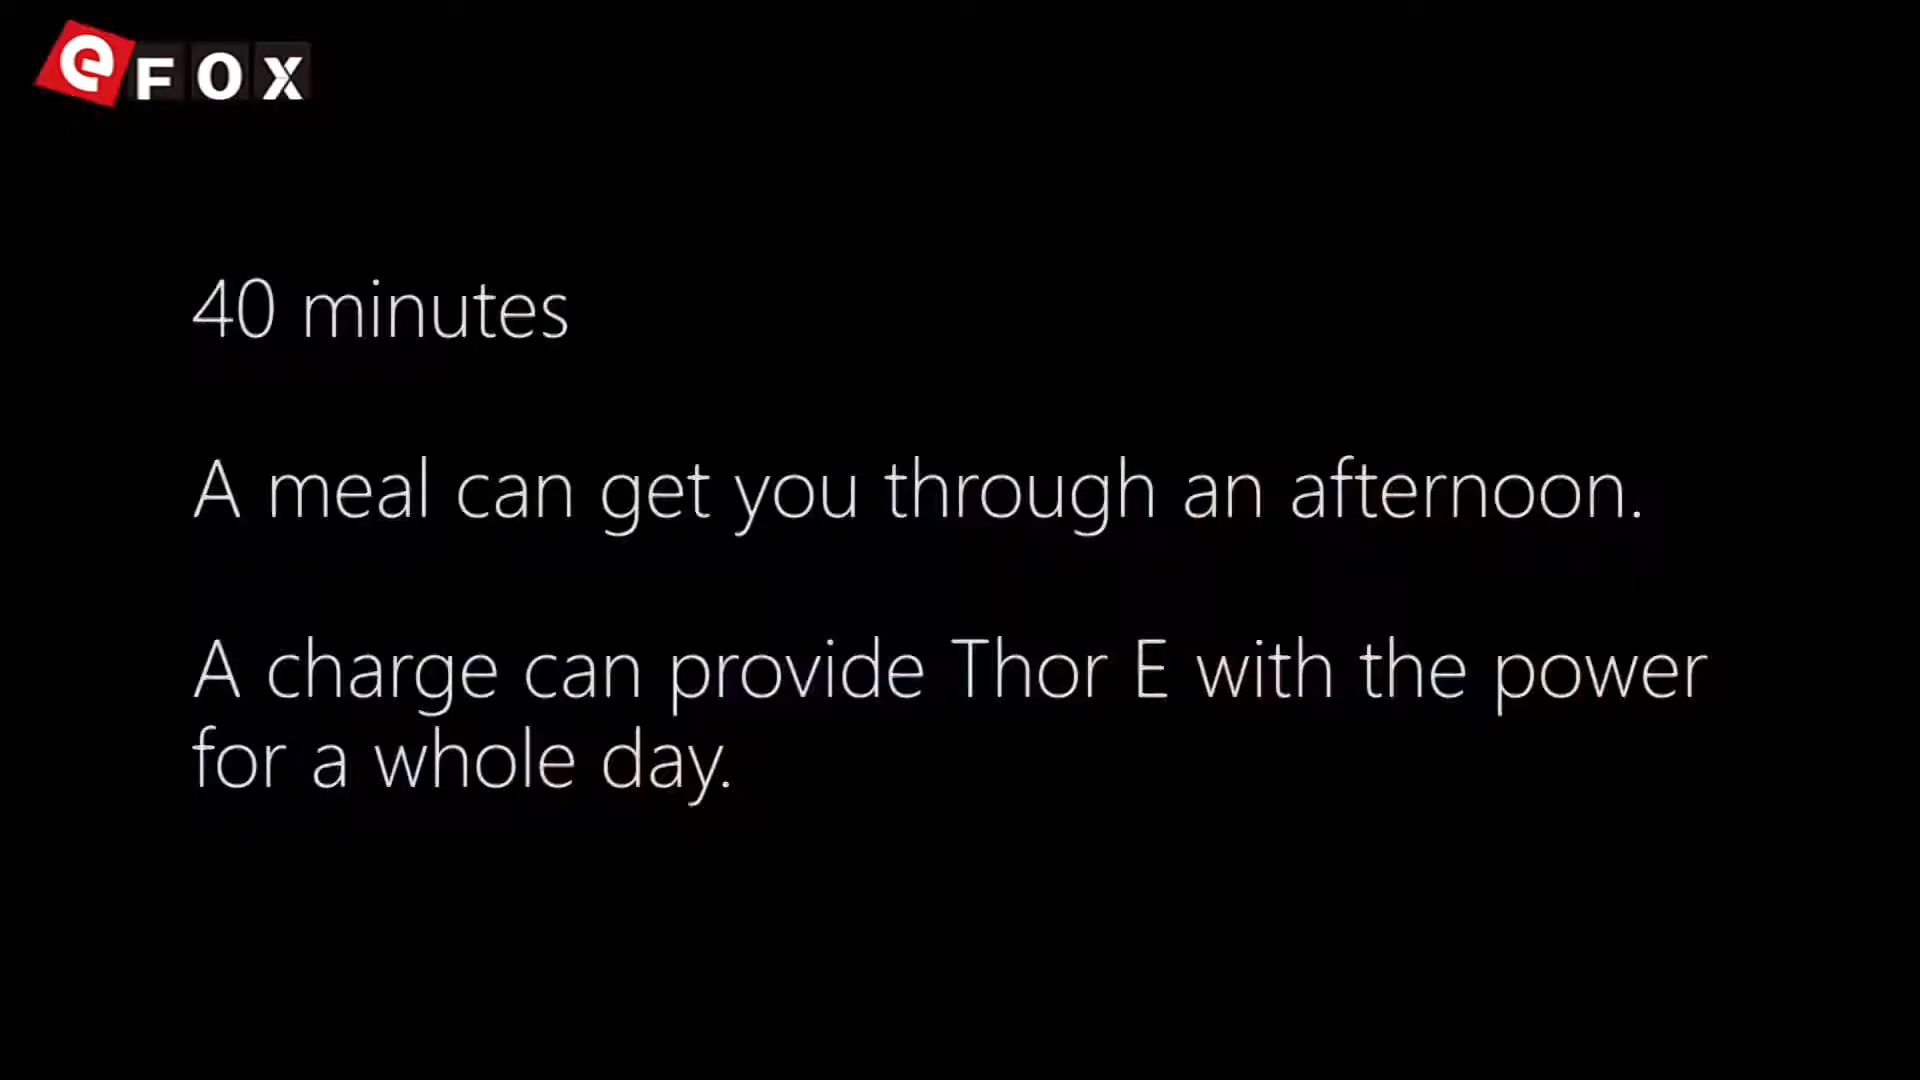 eFOX
40 minutes
A meal can get you through an afternoon.
A charge can provide Thor E with the power
for a whole day.